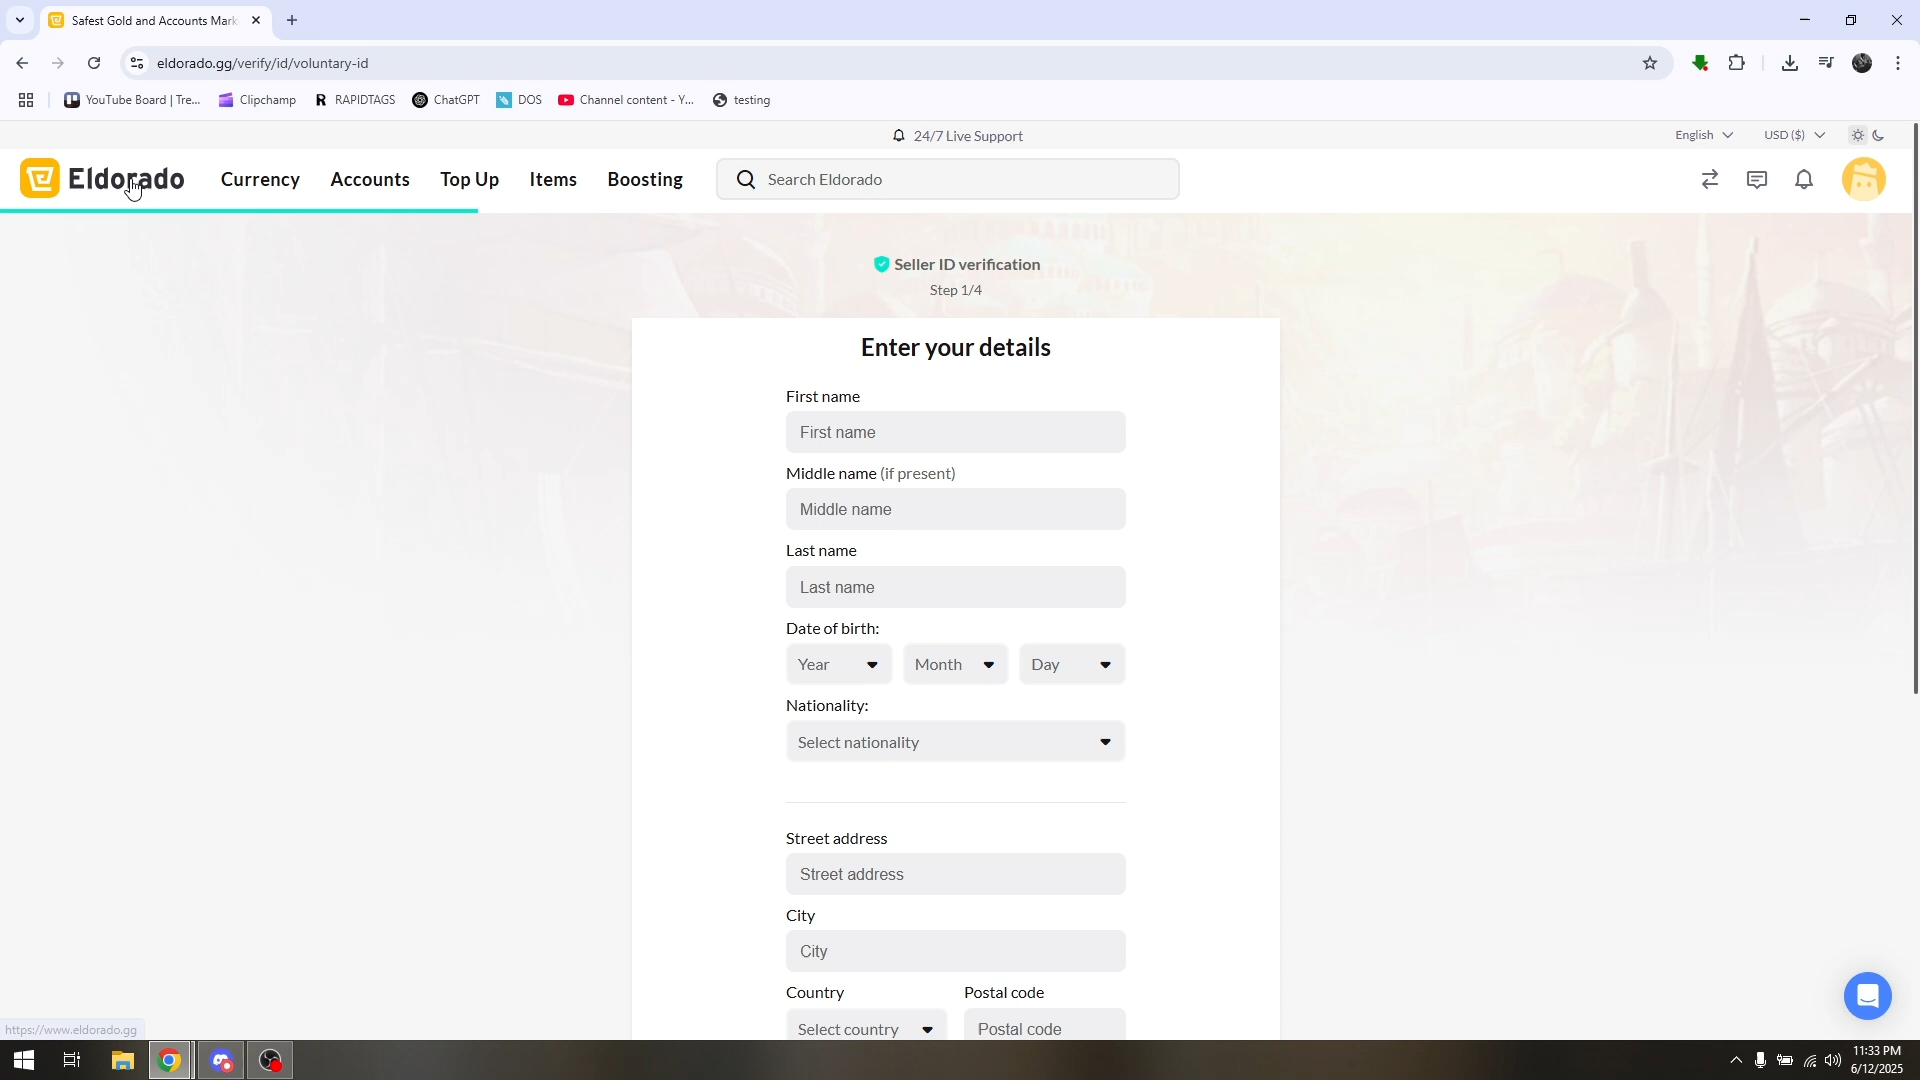 Safest Gold and Accounts Mark
eldorado.gg/verify/id/voluntary-id
YouTube Board | Tre...
Clipchamp
RAPIDTAGS
ChatGPT
DOS
Channel content - Y...
testing
24/7 Live Support
English
USD ($)
Eldorado
Currency
Accounts
Top Up
Items
Boosting
Search Eldorado
Seller ID verification
Step 1/4
Enter your details
First name
First name
Middle name (if present)
Middle name
Last name
Last name
Date of birth:
Year
Month
Day
Nationality:
Select nationality
Street address
Street address
City
City
Country
Postal code
Select country
Postal code
https://www.eldorado.gg
11:33 PM
6/12/2025